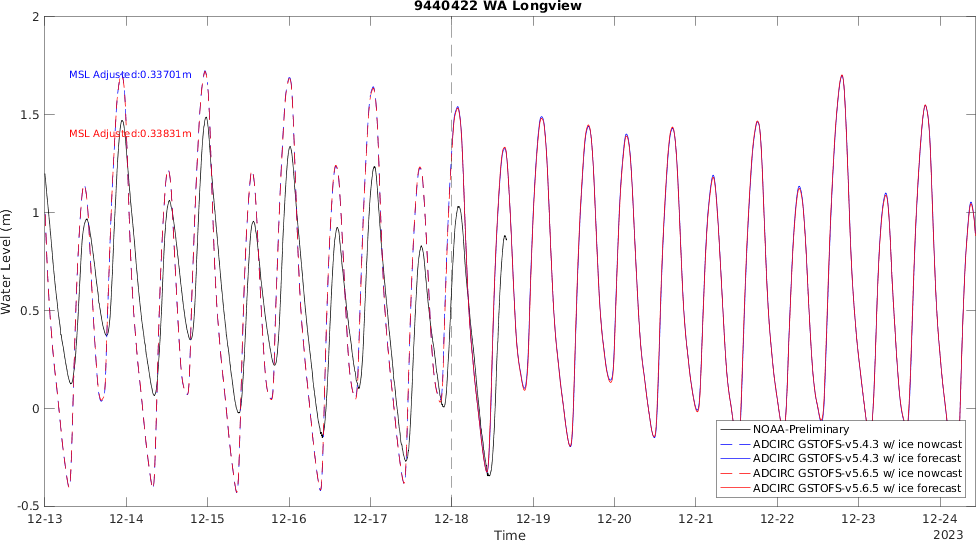 9440422 WA Longview
2
MSL Adjusted:0.33701m
1.5
MSL Adjusted:0.33831m
1
Water Level (m)
0.5
0
-0.5
NOAA-Preliminary
ADCIRC GSTOFS-v5.4.3 w/ ice nowcast
ADCIRC GSTOFS-v5.4.3 w/ ice forecast
ADCIRC GSTOFS-v5.6.5 w/ ice nowcast
ADCIRC GSTOFS-v5.6.5 w/ ice forecast
12-13 12-14 12-15 12-16 12-17 12-18 12-19 12-20 12-21 12-22 12-23 12-24
Time
2023